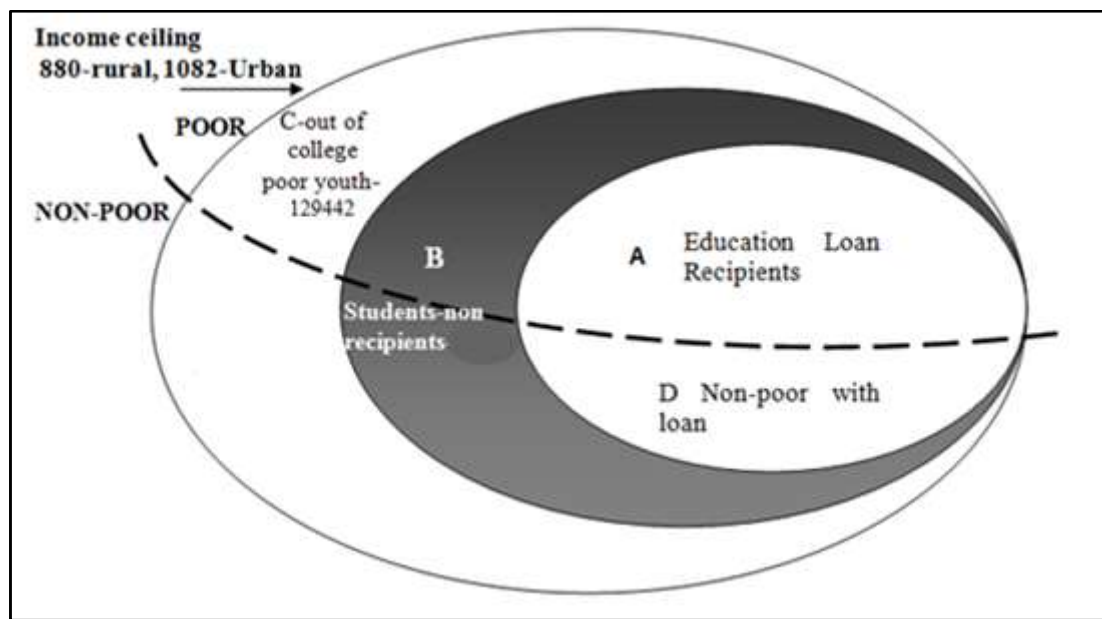 Income ceiling
880-rural, 1082-Urban
POOR
C-out of
college
poor youth-
129442
NON-POOR
B
Students-non
recipients
A Education Loan
Recipients
D Non-poor with
loan